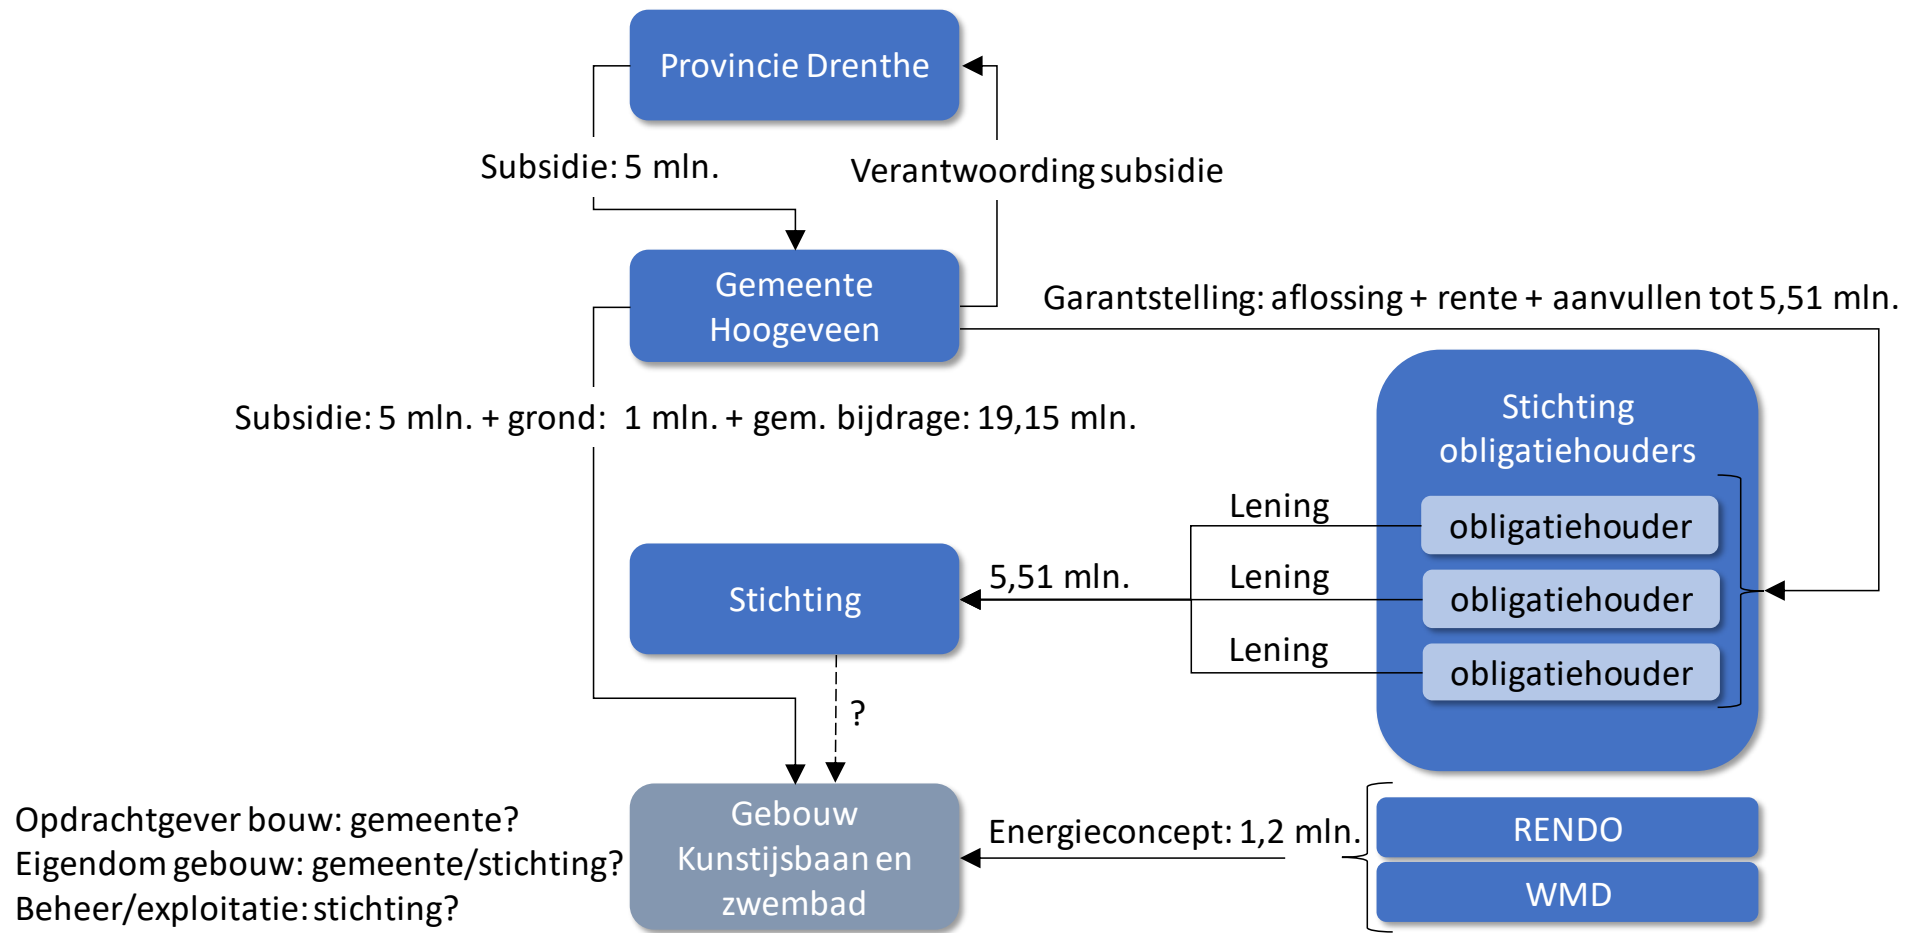 Provincie Drenthe
Subsidie: 5 mln.
Verantwoording subsidie
Gemeente
Hoogeveen
Garantstelling: aflossing + rente + aanvullen tot 5,51 mln.
Subsidie: 5 mln. + grond: 1 mln. + gem. bijdrage: 19,15 mln.
Stichting
obligatiehouders
Lening
obligatiehouder
5,51 mln.
Lening
obligatiehouder
Stichting
Lening
obligatiehouder
?
Gebouw
Kunstijsbaan en
zwembad
Opdrachtgever bouw: gemeente?
Eigendom gebouw: gemeente/stichting?
Beheer/exploitatie: stichting?
Energieconcept: 1,2 mln.
RENDO
WMD